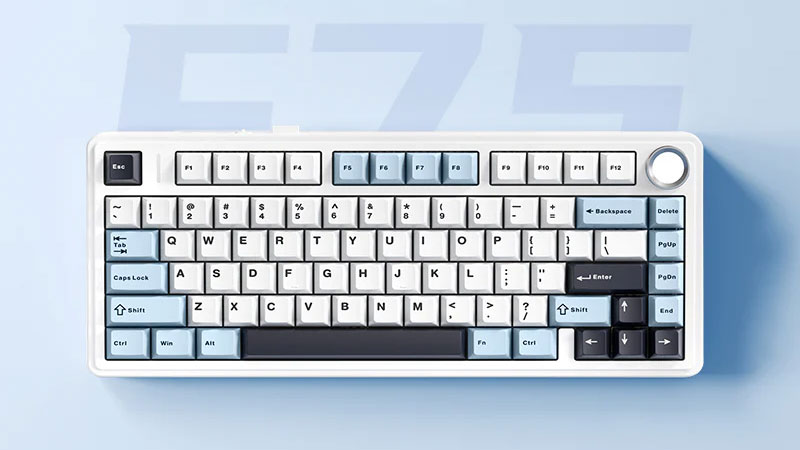 F75
Esc F1 F2 F3 F4 F5 F6 F7 F8 F9 F10 F11 F12
~ ! @ # $ % ^ & * ( ) — +
` 1 2 3 4 5 6 7 8 9 0 - = ← Backspace Delete
Tab Q W E R T Y U I O P { [ } ] | \ PgUp
Caps Lock A S D F G H J K L : ; " ' Enter PgDn
Shift Z X C V B N M < , > . ? / Shift ↑ End
Ctrl Win Alt Fn Ctrl ← ↓ →